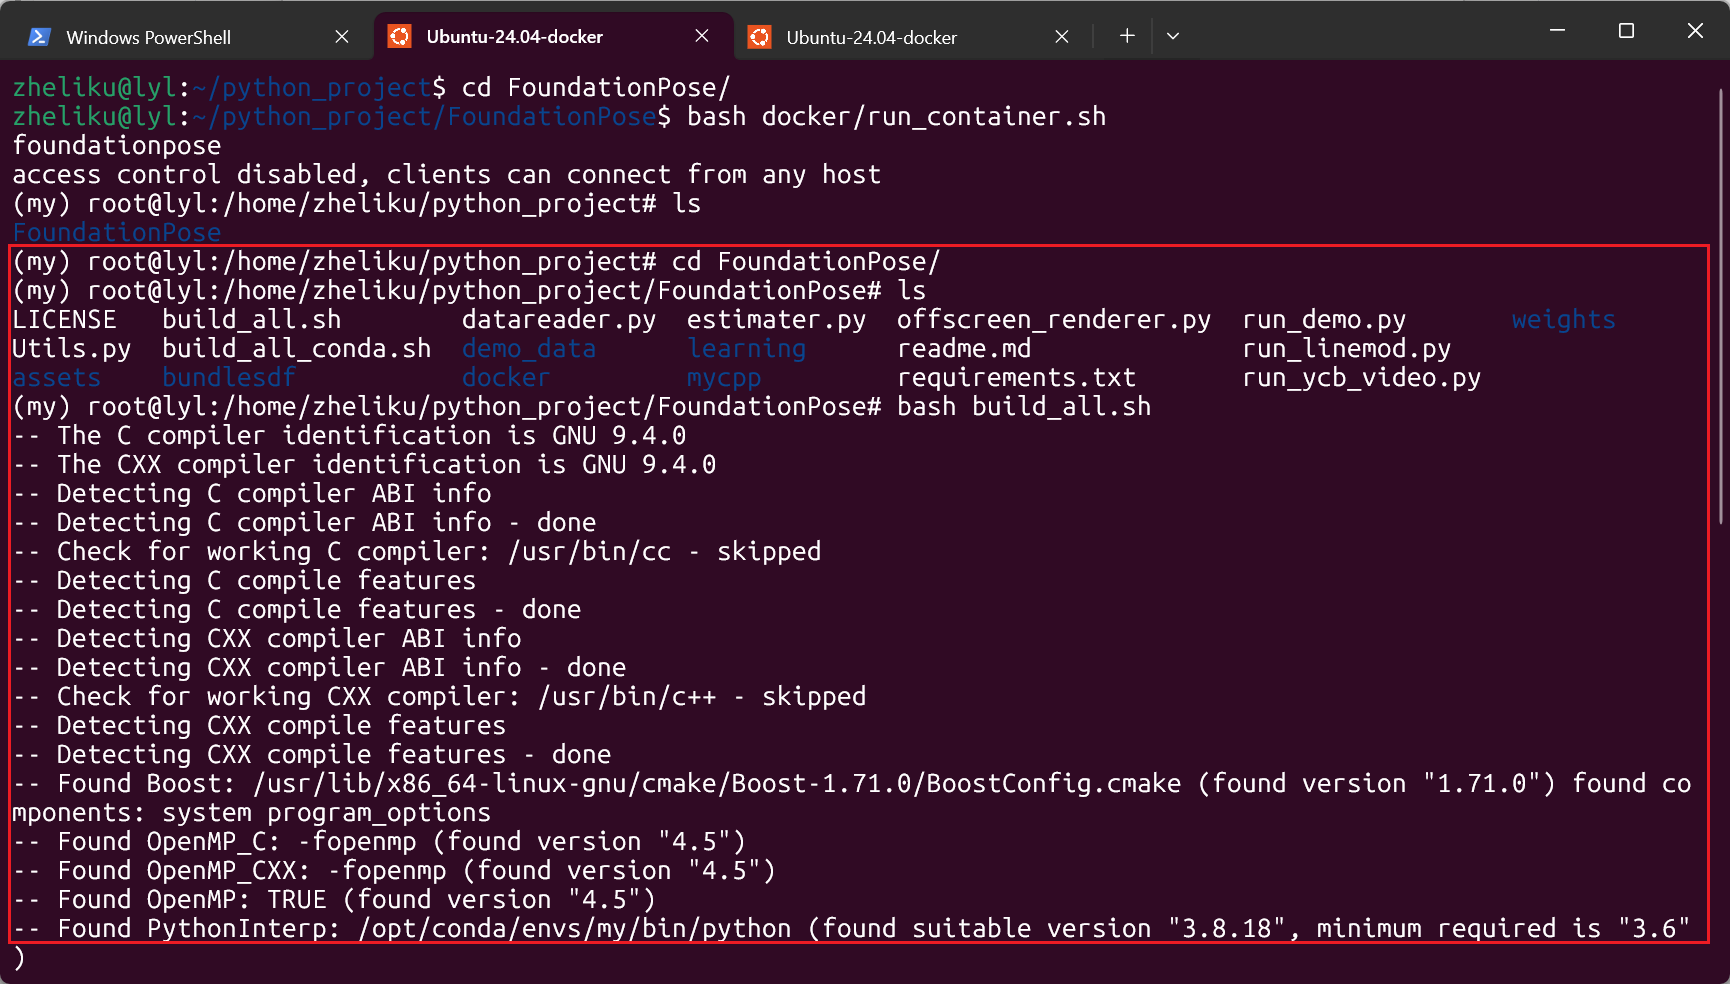 Windows PowerShell
Ubuntu-24.04-docker
Ubuntu-24.04-docker
zheliku@lyl:~/python_project$ cd FoundationPose/
zheliku@lyl:~/python_project/FoundationPose$ bash docker/run_container.sh
foundationpose
access control disabled, clients can connect from any host
(my) root@lyl:/home/zheliku/python_project# ls
FoundationPose
(my) root@lyl:/home/zheliku/python_project# cd FoundationPose/
(my) root@lyl:/home/zheliku/python_project/FoundationPose# ls
LICENSE build_all.sh datareader.py estimater.py offscreen_renderer.py run_demo.py weights
Utils.py build_all_conda.sh demo_data learning readme.md run_linemod.py
assets bundlesdf docker mycpp requirements.txt run_ycb_video.py
(my) root@lyl:/home/zheliku/python_project/FoundationPose# bash build_all.sh
-- The C compiler identification is GNU 9.4.0
-- The CXX compiler identification is GNU 9.4.0
-- Detecting C compiler ABI info
-- Detecting C compiler ABI info - done
-- Check for working C compiler: /usr/bin/cc - skipped
-- Detecting C compile features
-- Detecting C compile features - done
-- Detecting CXX compiler ABI info
-- Detecting CXX compiler ABI info - done
-- Check for working CXX compiler: /usr/bin/c++ - skipped
-- Detecting CXX compile features
-- Detecting CXX compile features - done
-- Found Boost: /usr/lib/x86_64-linux-gnu/cmake/Boost-1.71.0/BoostConfig.cmake (found version "1.71.0") found co
mponents: system program_options
-- Found OpenMP_C: -fopenmp (found version "4.5")
-- Found OpenMP_CXX: -fopenmp (found version "4.5")
-- Found OpenMP: TRUE (found version "4.5")
-- Found PythonInterp: /opt/conda/envs/my/bin/python (found suitable version "3.8.18", minimum required is "3.6"
)